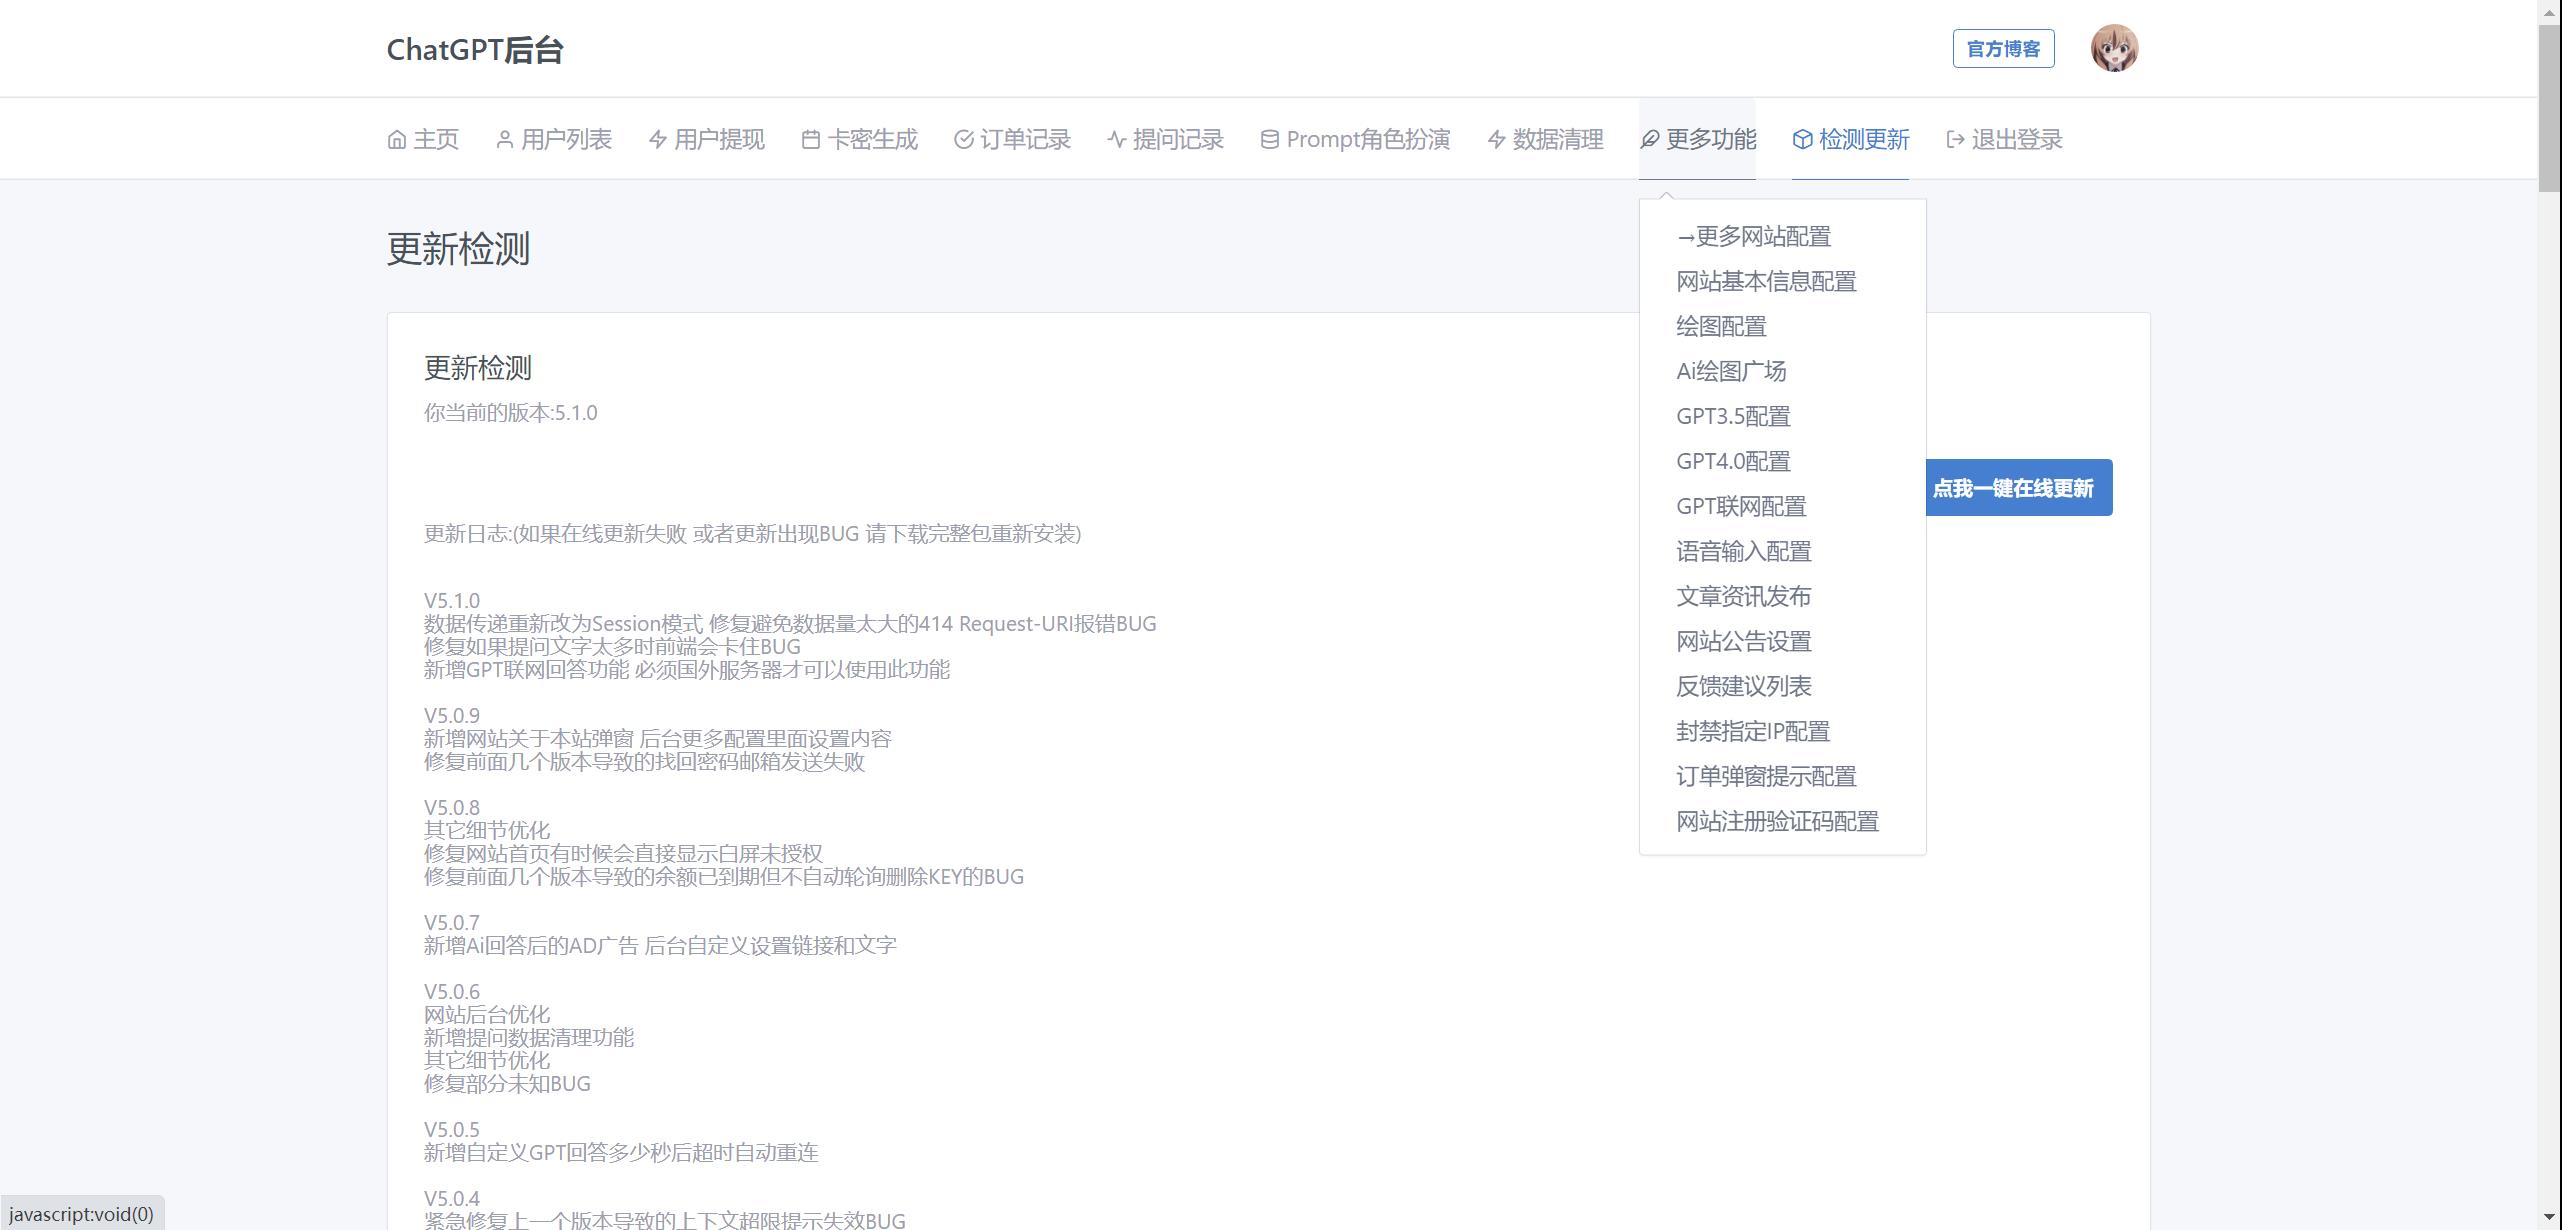 ChatGPT后台
官方博客
主页
用户列表
用户提现
卡密生成
订单记录
提问记录
Prompt角色扮演
数据清理
更多功能
检测更新
退出登录
→更多网站配置
网站基本信息配置
绘图配置
Ai绘图广场
GPT3.5配置
GPT4.0配置
GPT联网配置
语音输入配置
文章资讯发布
网站公告设置
反馈建议列表
封禁指定IP配置
订单弹窗提示配置
网站注册验证码配置
更新检测
更新检测
你当前的版本:5.1.0
点我一键在线更新
更新日志:(如果在线更新失败 或者更新出现BUG 请下载完整包重新安装)
V5.1.0
数据传递重新改为Session模式 修复避免数据量太大的414 Request-URI报错BUG
修复如果提问文字太多时前端会卡住BUG
新增GPT联网回答功能 必须国外服务器才可以使用此功能
V5.0.9
新增网站关于本站弹窗 后台更多配置里面设置内容
修复前面几个版本导致的找回密码邮箱发送失败
V5.0.8
其它细节优化
修复网站首页有时候会直接显示白屏未授权
修复前面几个版本导致的余额已到期但不自动轮询删除KEY的BUG
V5.0.7
新增Ai回答后的AD广告 后台自定义设置链接和文字
V5.0.6
网站后台优化
新增提问数据清理功能
其它细节优化
修复部分未知BUG
V5.0.5
新增自定义GPT回答多少秒后超时自动重连
V5.0.4
紧急修复上一个版本导致的上下文超限提示失效BUG
javascript:void(0)